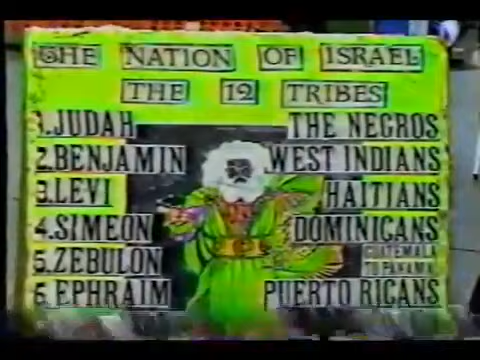 THE NATION OF ISRAEL
THE 12 TRIBES
1.JUDAH THE NEGROS
2.BENJAMIN WEST INDIANS
3.LEVI HAITIANS
4.SIMEON DOMINICANS
5.ZEBULON GUATEMALA TO PANAMA
6.EPHRAIM PUERTO RICANS